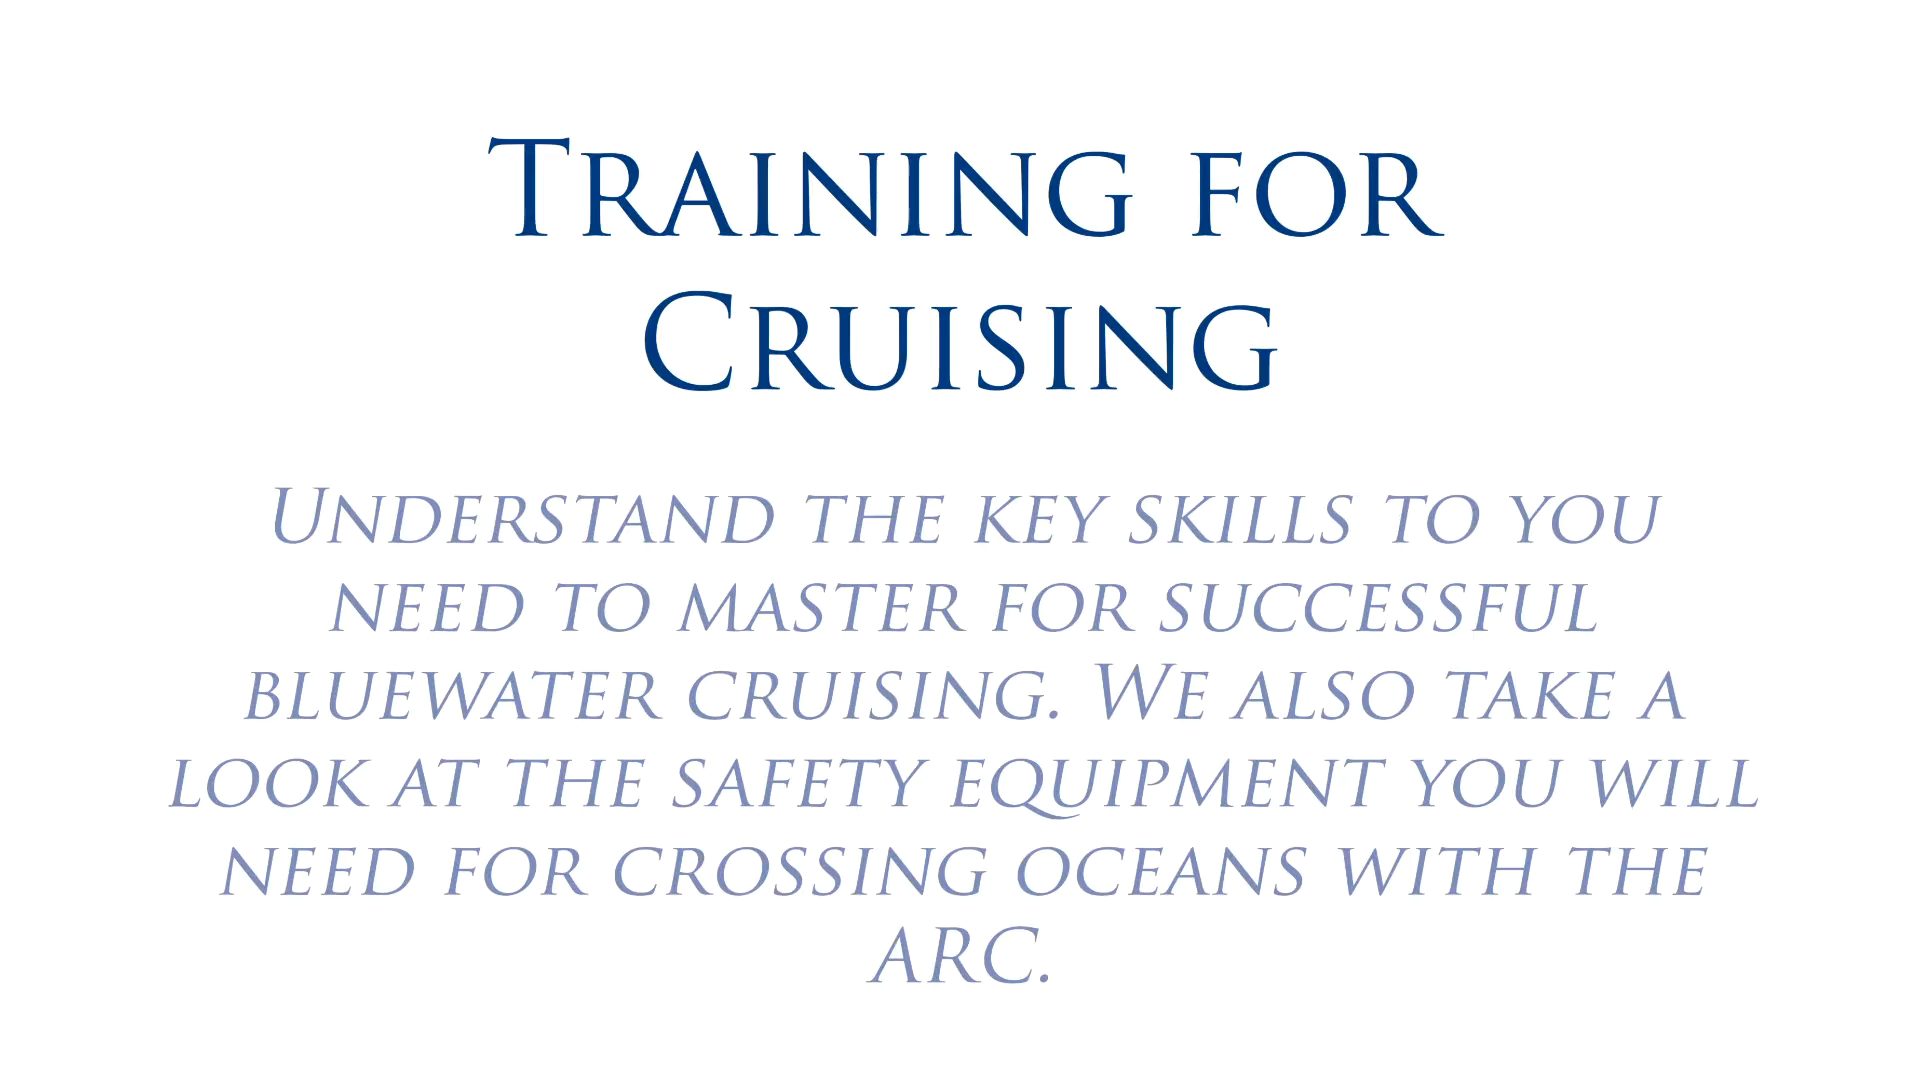 Training for
Cruising
Understand the key skills to you
need to master for successful
bluewater cruising. We also take a
look at the safety equipment you will
need for crossing oceans with the
ARC.